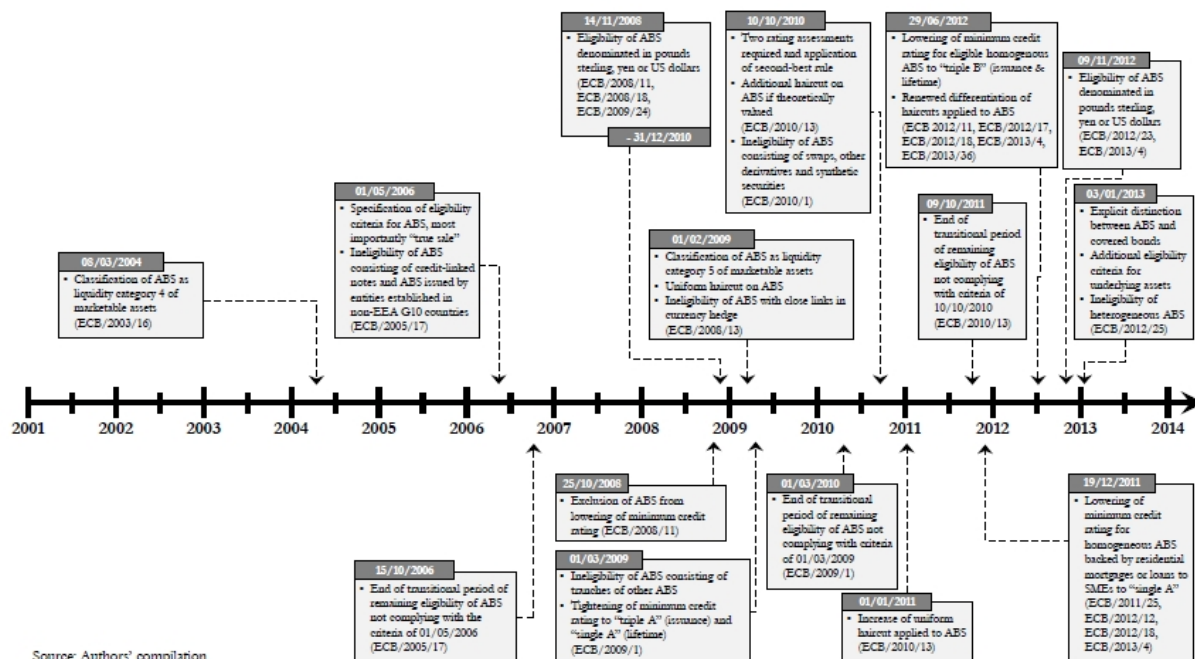 14/11/2008
▪ Eligibility of ABS
denominated in pounds
sterling, yen or US dollars
(ECB/2008/11,
ECB/2008/18,
ECB/2009/24)
- 31/12/2010
10/10/2010
▪ Two rating assessments
required and application
of second-best rule
▪ Additional haircut on
ABS if theoretically
valued
(ECB/2010/13)
▪ Ineligibility of ABS
consisting of swaps, other
derivatives and synthetic
securities
(ECB/2010/1)
29/06/2012
▪ Lowering of minimum credit
rating for eligible homogenous
ABS to "triple B" (issuance &
lifetime)
▪ Renewed differentiation of
haircuts applied to ABS
(ECB 2012/11, ECB/2012/17,
ECB/2012/18, ECB/2013/4,
ECB/2013/36)
09/11/2012
▪ Eligibility of ABS
denominated in
pounds sterling,
yen or US dollars
(ECB/2012/23,
ECB/2013/4)
08/03/2004
▪ Classification of ABS as
liquidity category 4 of
marketable assets
(ECB/2003/16)
01/05/2006
▪ Specification of eligibility
criteria for ABS, most
importantly "true sale"
▪ Ineligibility of ABS
consisting of credit-linked
notes and ABS issued by
entities established in
non-EEA G10 countries
(ECB/2005/17)
01/02/2009
▪ Classification of ABS as liquidity
category 5 of marketable assets
▪ Uniform haircut on ABS
▪ Ineligibility of ABS with close links in
currency hedge
(ECB/2008/13)
09/10/2011
▪ End of
transitional period
of remaining
eligibility of ABS
not complying
with criteria of
10/10/2010
(ECB/2010/13)
03/01/2013
▪ Explicit distinction
between ABS and
covered bonds
▪ Additional eligibility
criteria for
underlying assets
▪ Ineligibility of
heterogeneous ABS
(ECB/2012/25)
2001 2002 2003 2004 2005 2006 2007 2008 2009 2010 2011 2012 2013 2014
15/10/2006
▪ End of transitional period of
remaining eligibility of ABS
not complying with the
criteria of 01/05/2006
(ECB/2005/17)
25/10/2008
▪ Exclusion of ABS from
lowering of minimum credit
rating (ECB/2008/11)
01/03/2009
▪ Ineligibility of ABS consisting of
tranches of other ABS
▪ Tightening of minimum credit
rating to "triple A" (issuance) and
"single A" (lifetime)
(ECB/2009/1)
01/03/2010
▪ End of transitional
period of remaining
eligibility of ABS not
complying with criteria
of 01/03/2009
(ECB/2009/1)
01/01/2011
▪ Increase of uniform
haircut applied to ABS
(ECB/2010/13)
19/12/2011
▪ Lowering of
minimum credit
rating for
homogeneous ABS
backed by residential
mortgages or loans to
SMEs to "single A"
(ECB/2011/25,
ECB/2012/12,
ECB/2012/18,
ECB/2013/4)
Source: Authors' compilation